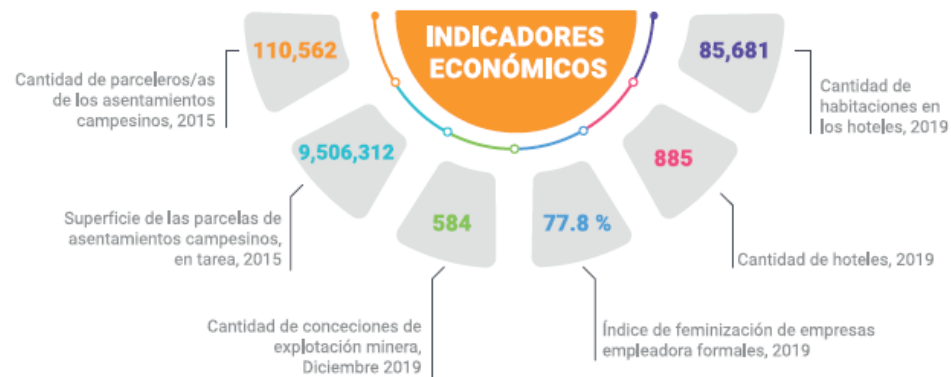 INDICADORES
ECONÓMICOS
110,562
Cantidad de parceleros/as
de los asentamientos
campesinos, 2015
9,506,312
Superficie de las parcelas de
asentamientos campesinos,
en tarea, 2015
584
Cantidad de conceciones de
explotación minera,
Diciembre 2019
77.8 %
Índice de feminización de empresas
empleadora formales, 2019
885
Cantidad de hoteles, 2019
85,681
Cantidad de
habitaciones en
los hoteles, 2019